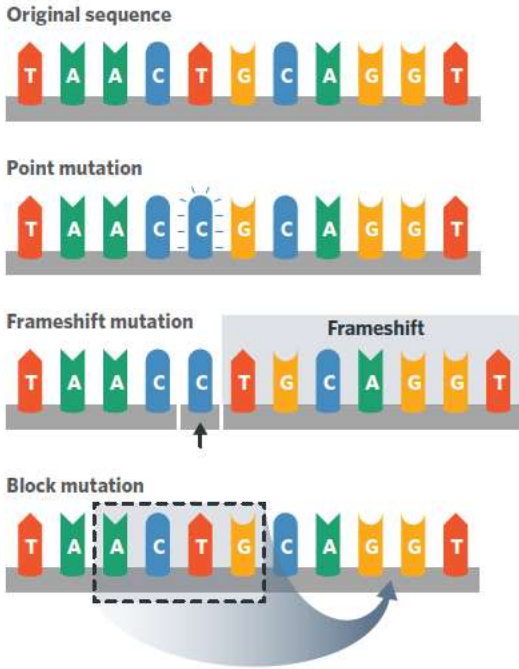 Original sequence
T A A C T G C A G G T
Point mutation
T A A C C G C A G G T
Frameshift mutation
Frameshift
T A A C C T G C A G G T
Block mutation
T A A C T G C A G G T